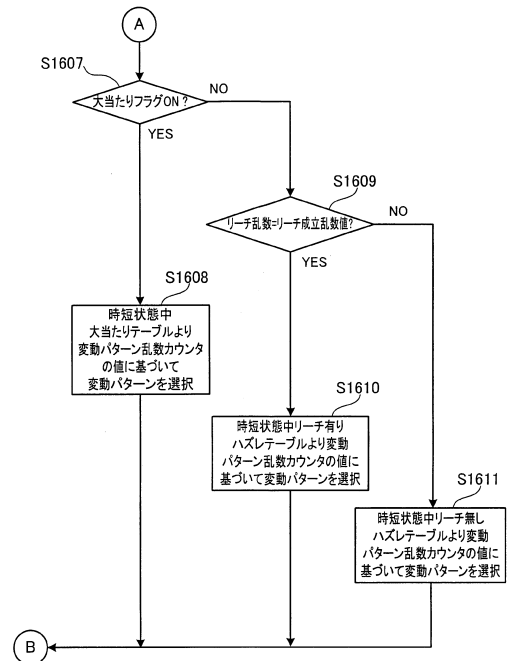 A
S1607
大当たりフラグON?
NO
YES
S1609
リーチ乱数=リーチ成立乱数値?
NO
YES
S1608
時短状態中
大当たりテーブルより
変動パターン乱数カウンタ
の値に基づいて
変動パターンを選択
S1610
時短状態中リーチ有り
ハズレテーブルより変動
パターン乱数カウンタの値に
基づいて変動パターンを選択
S1611
時短状態中リーチ無し
ハズレテーブルより変動
パターン乱数カウンタの値に
基づいて変動パターンを選択
B